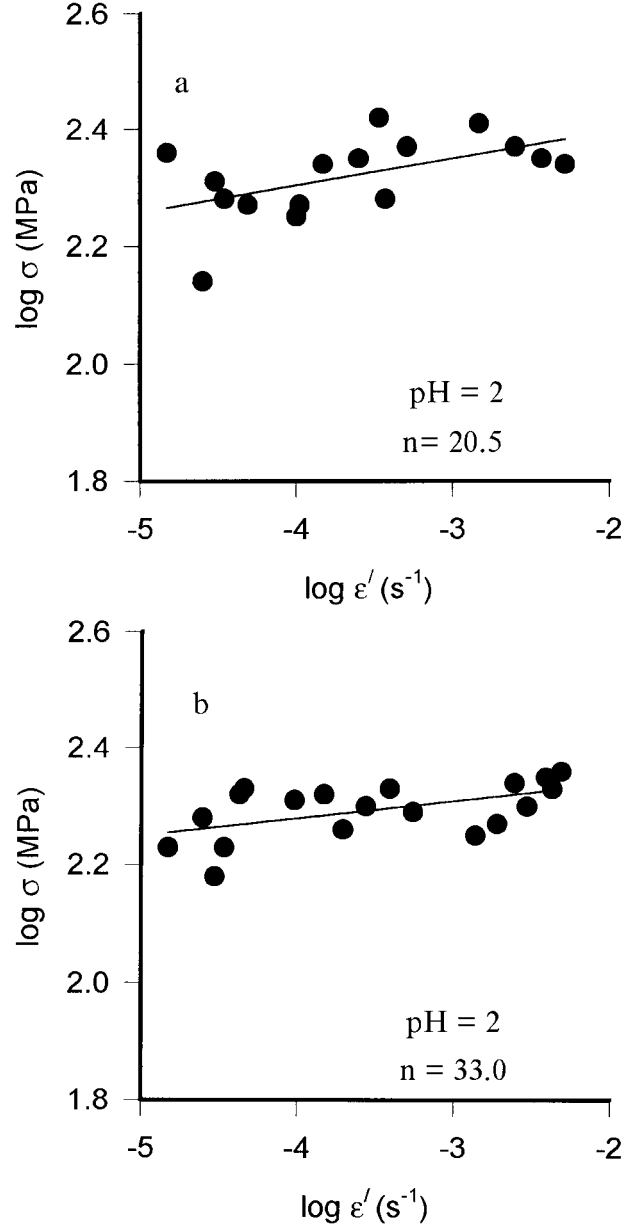 2.6
a
2.4
2.2
2.0
1.8
log σ (MPa)
pH = 2
n= 20.5
-5 -4 -3 -2
log ε′ (s⁻¹)
2.6
b
2.4
2.2
2.0
1.8
log σ (MPa)
pH = 2
n = 33.0
-5 -4 -3 -2
log ε′ (s⁻¹)